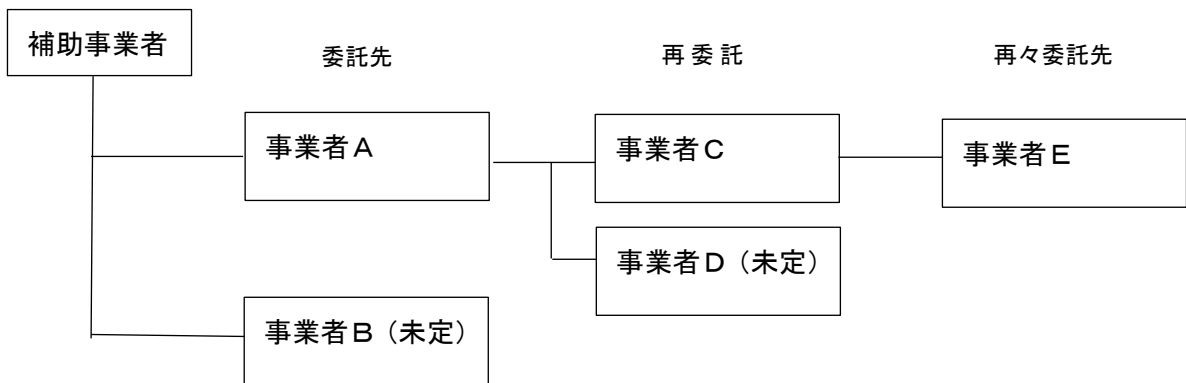 補助事業者
委託先
再委託
再々委託先
事業者A
事業者C
事業者E
事業者D(未定)
事業者B(未定)